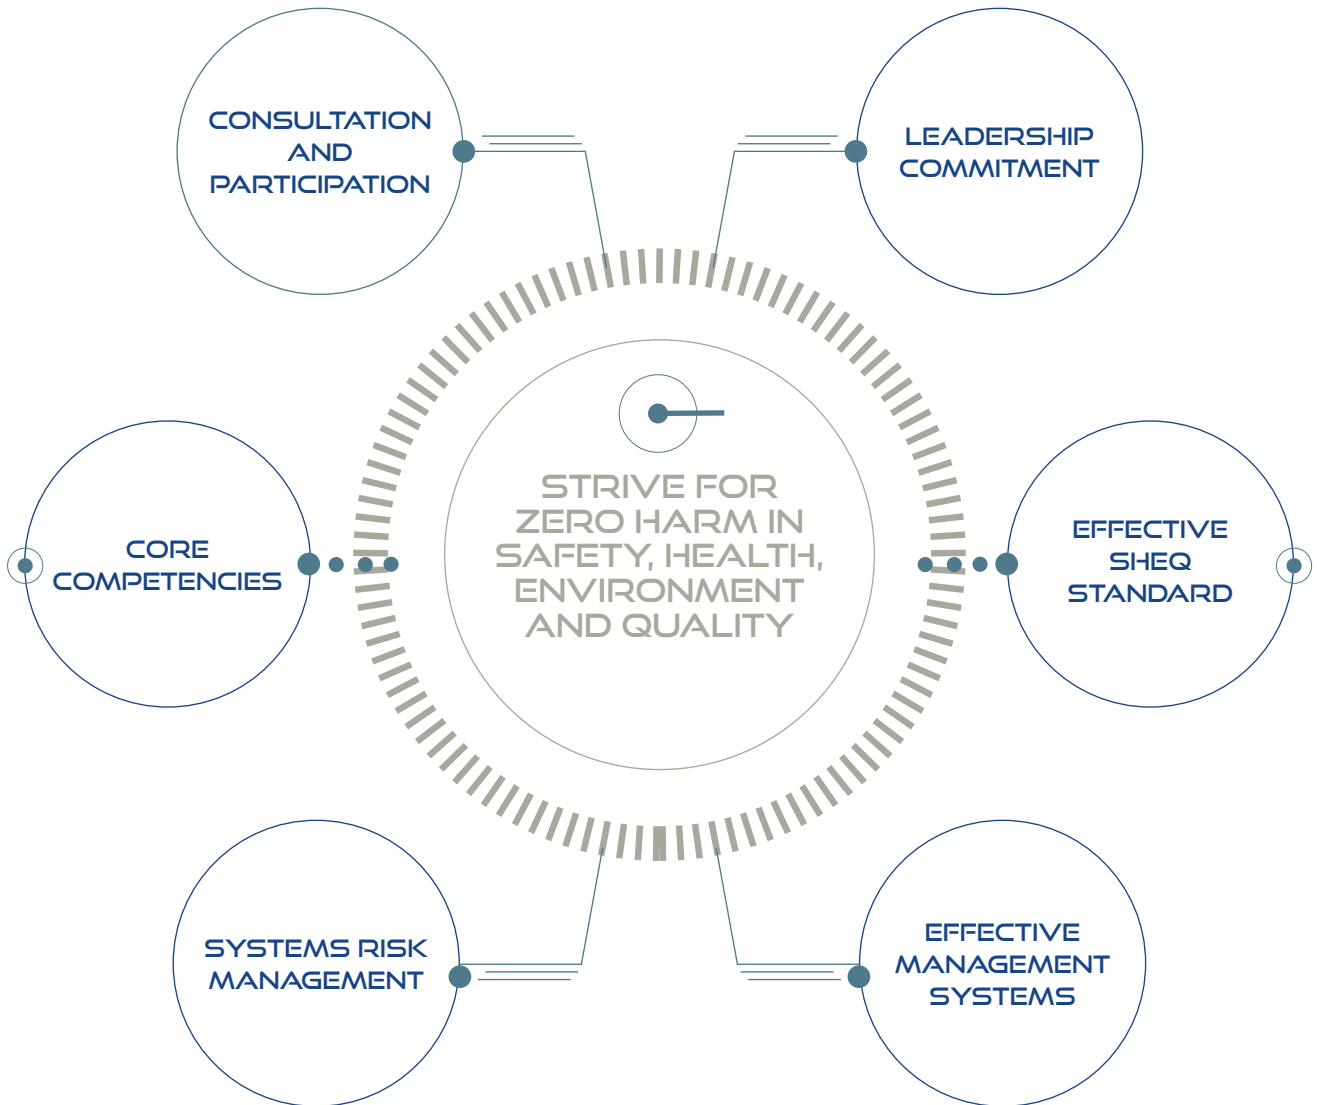 CONSULTATION
AND
PARTICIPATION
LEADERSHIP
COMMITMENT
STRIVE FOR
ZERO HARM IN
SAFETY, HEALTH,
ENVIRONMENT
AND QUALITY
CORE
COMPETENCIES
EFFECTIVE
SHEQ
STANDARD
SYSTEMS RISK
MANAGEMENT
EFFECTIVE
MANAGEMENT
SYSTEMS